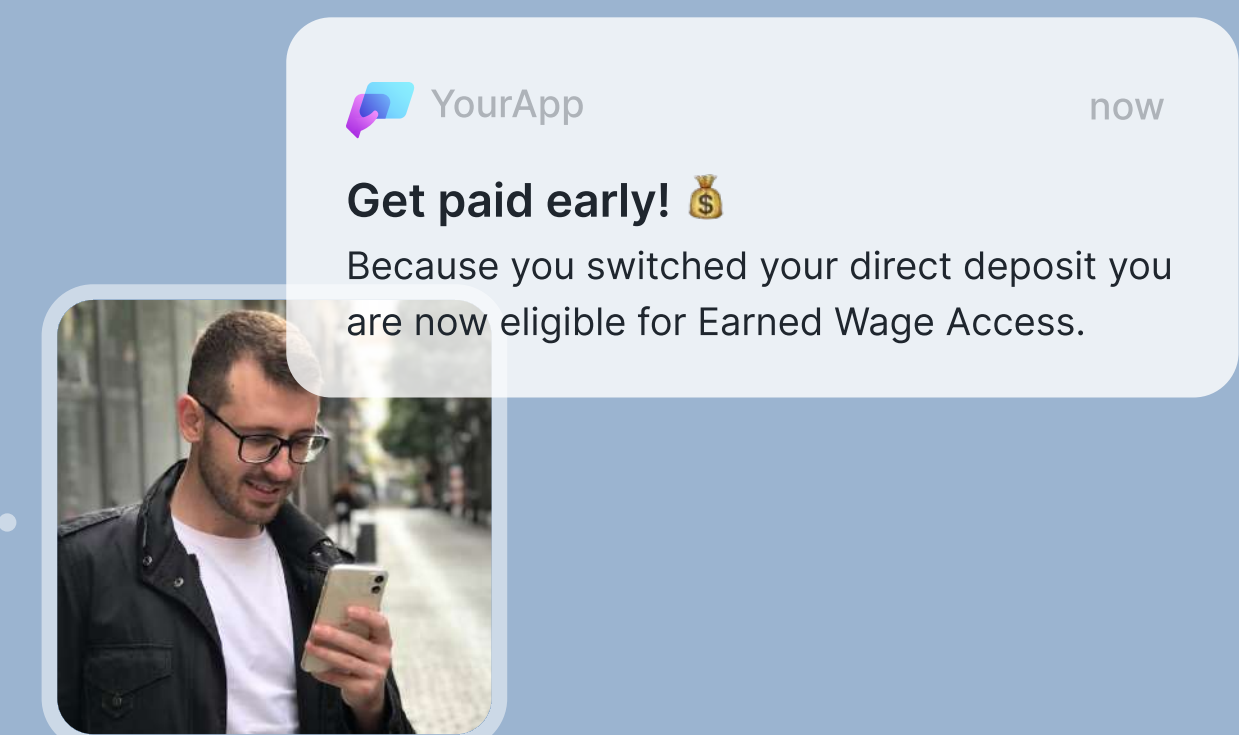 YourApp now
Get paid early! 💰
Because you switched your direct deposit you
are now eligible for Earned Wage Access.